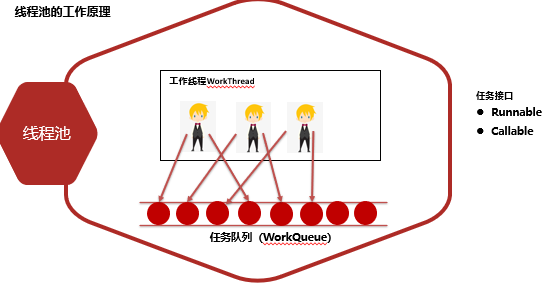 线程池的工作原理
工作线程WorkThread
线程池
任务接口
Runnable
Callable
任务队列（WorkQueue）